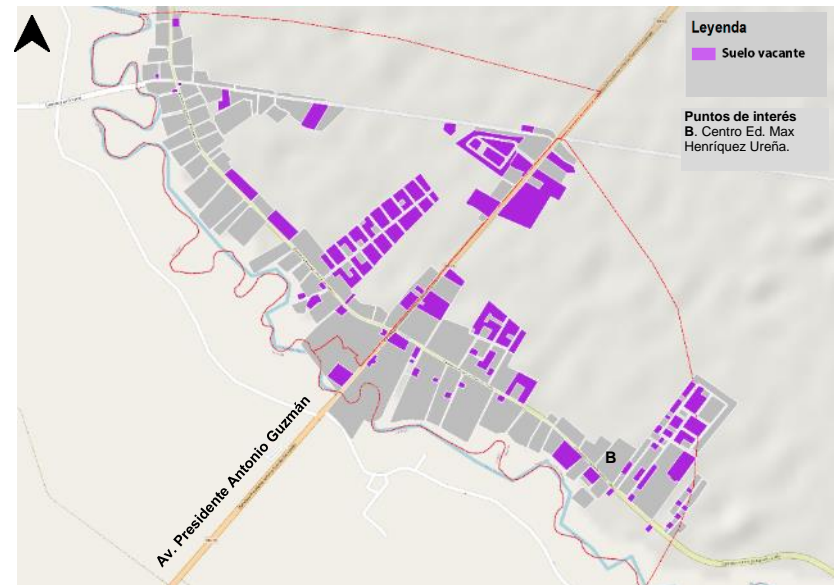 Leyenda
Suelo vacante
Puntos de interés
B. Centro Ed. Max
Henríquez Ureña.
B
Av. Presidente Antonio Guzmán